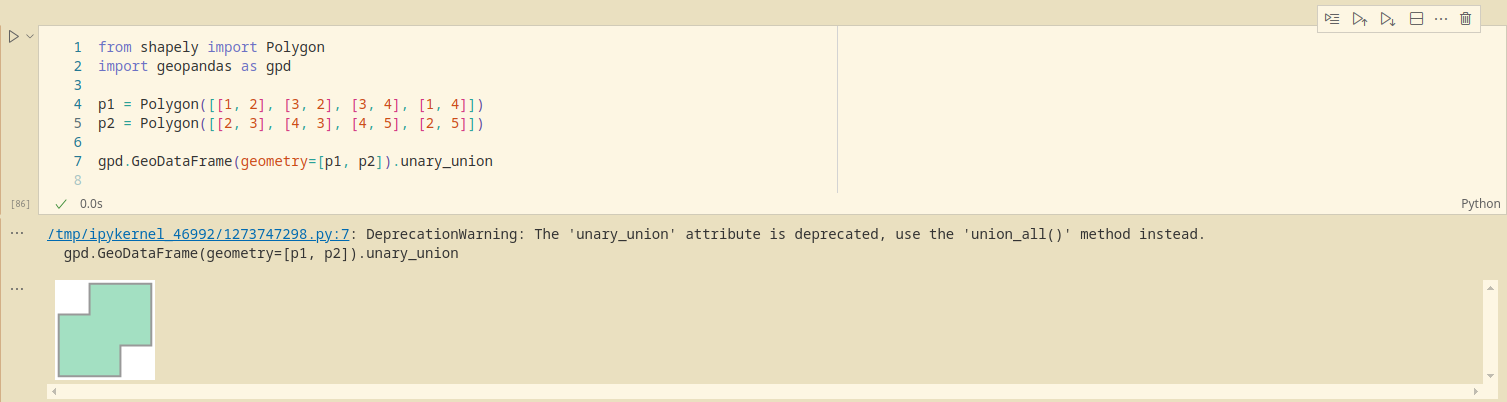 1 from shapely import Polygon
2 import geopandas as gpd
3
4 p1 = Polygon([[1, 2], [3, 2], [3, 4], [1, 4]])
5 p2 = Polygon([[2, 3], [4, 3], [4, 5], [2, 5]])
6
7 gpd.GeoDataFrame(geometry=[p1, p2]).unary_union
8
[86] 0.0s Python
/tmp/ipykernel_46992/1273747298.py:7: DeprecationWarning: The 'unary_union' attribute is deprecated, use the 'union_all()' method instead.
  gpd.GeoDataFrame(geometry=[p1, p2]).unary_union